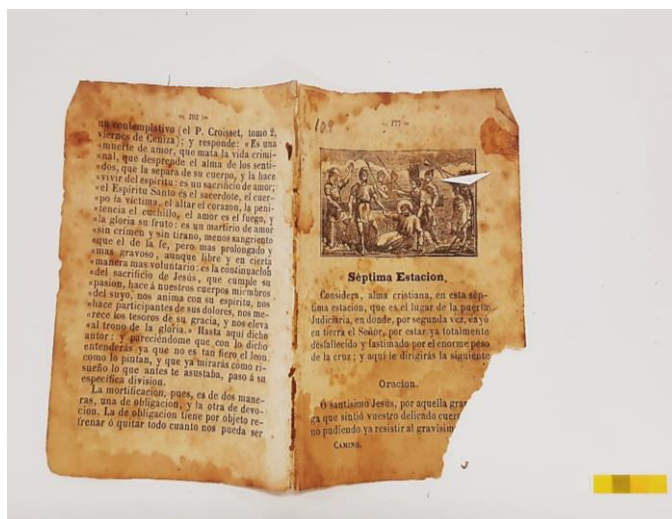 — 192 —
un contemplativo (el P. Croisset, tomo 2,
viernes de Ceniza); y responde: «Es una
«muerte de amor, que mata la vida crimi-
«nal, que desprende el alma de los senti-
«dos, que la separa de su cuerpo, y la hace
«vivir del espíritu: es un sacrificio de amor;
«el Espíritu Santo es el sacerdote, el cuer-
«po la víctima, el altar el corazon, la peni-
«tencia el cuchillo, el amor es el fuego, y
«la gloria su fruto: es un martirio de amor
«sin crímen y sin tirano, menos sangriento
«que el de la fe, pero mas prolongado y
«mas gravoso, aunque libre y en cierta
«manera mas voluntario: es la continuacion
«del sacrificio de Jesús, que cumple su
«pasion, hace á nuestros cuerpos miembros
«del suyo, nos anima con su espíritu, nos
«hace participantes de sus dolores, nos me-
«rece los tesoros de su gracia, y nos eleva
«al trono de la gloria.» Hasta aquí dicho
autor: y pareciéndome que con lo dicho
entenderás ya que no es tan fiero el leon,
como lo pintan, y que ya mirarás como ri-
sueño lo que antes te asustaba, paso á su
específica division.
La mortificacion, pues, es de dos mane-
ras, una de obligacion, y la otra de devo-
cion. La de obligacion tiene por objeto re-
frenar ó quitar todo cuanto nos pueda ser
109
— 177 —
Séptima Estacion.
Considera, alma cristiana, en esta sép-
tima estacion, que es el lugar de la puerta
Judiciaria, en donde, por segunda vez, cayó
en tierra el Señor, por estar ya totalmente
desfallecido y lastimado por el enorme peso
de la cruz; y aquí le dirigirás la siguiente
Oracion.
Ó santísimo Jesús, por aquella gra
ga que sintió vuestro delicado cuer
no pudiendo ya resistir al gravísim
CAMINO.